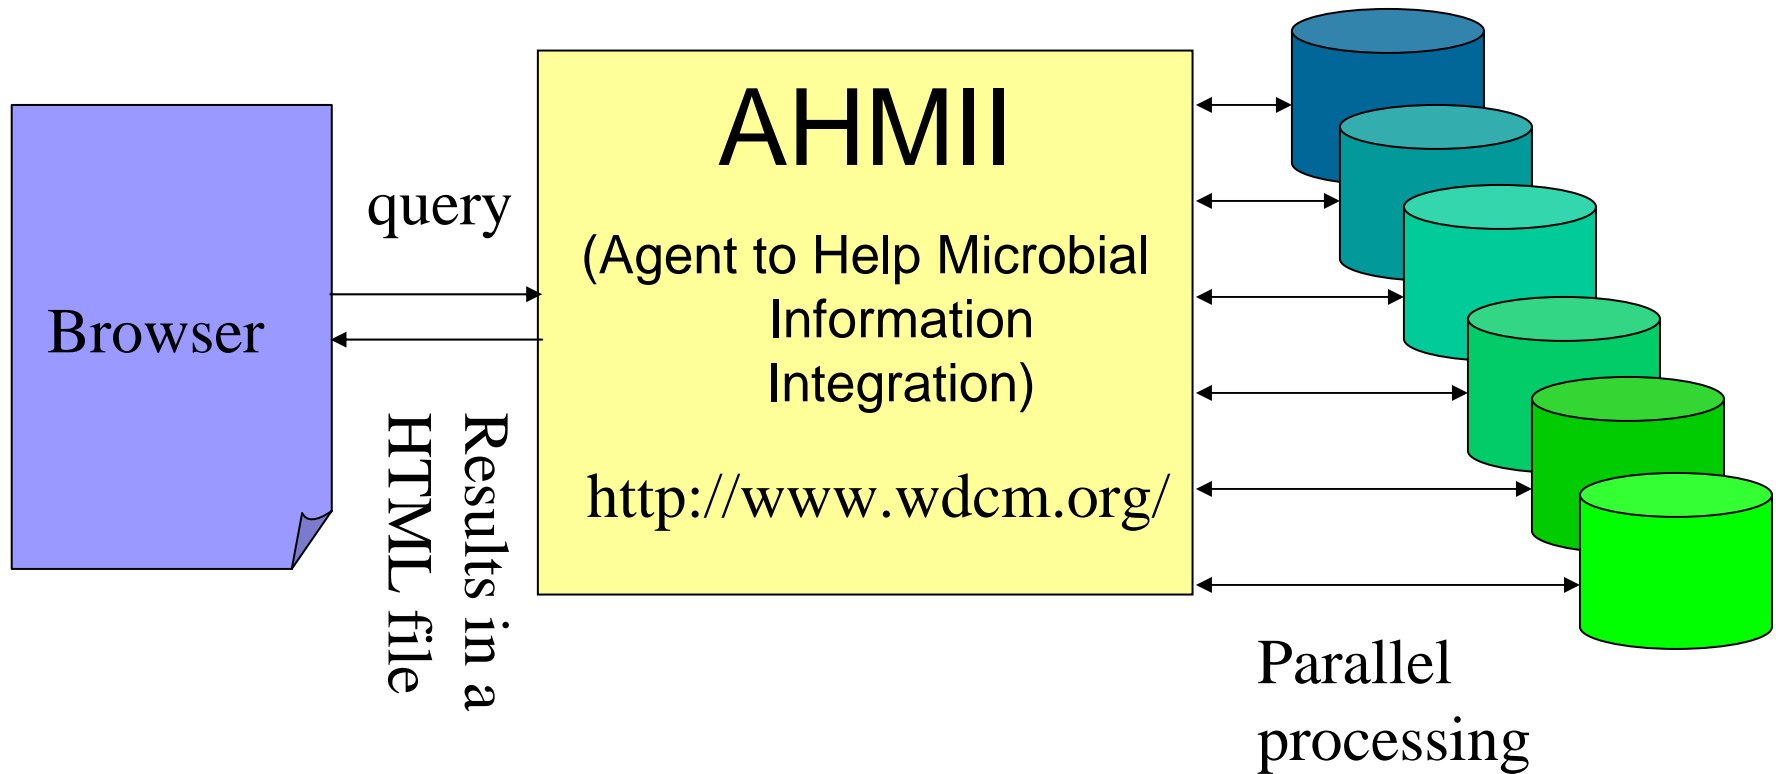 Browser
query
Results in a
HTML file
AHMII
(Agent to Help Microbial
Information
Integration)
http://www.wdcm.org/
Parallel
processing